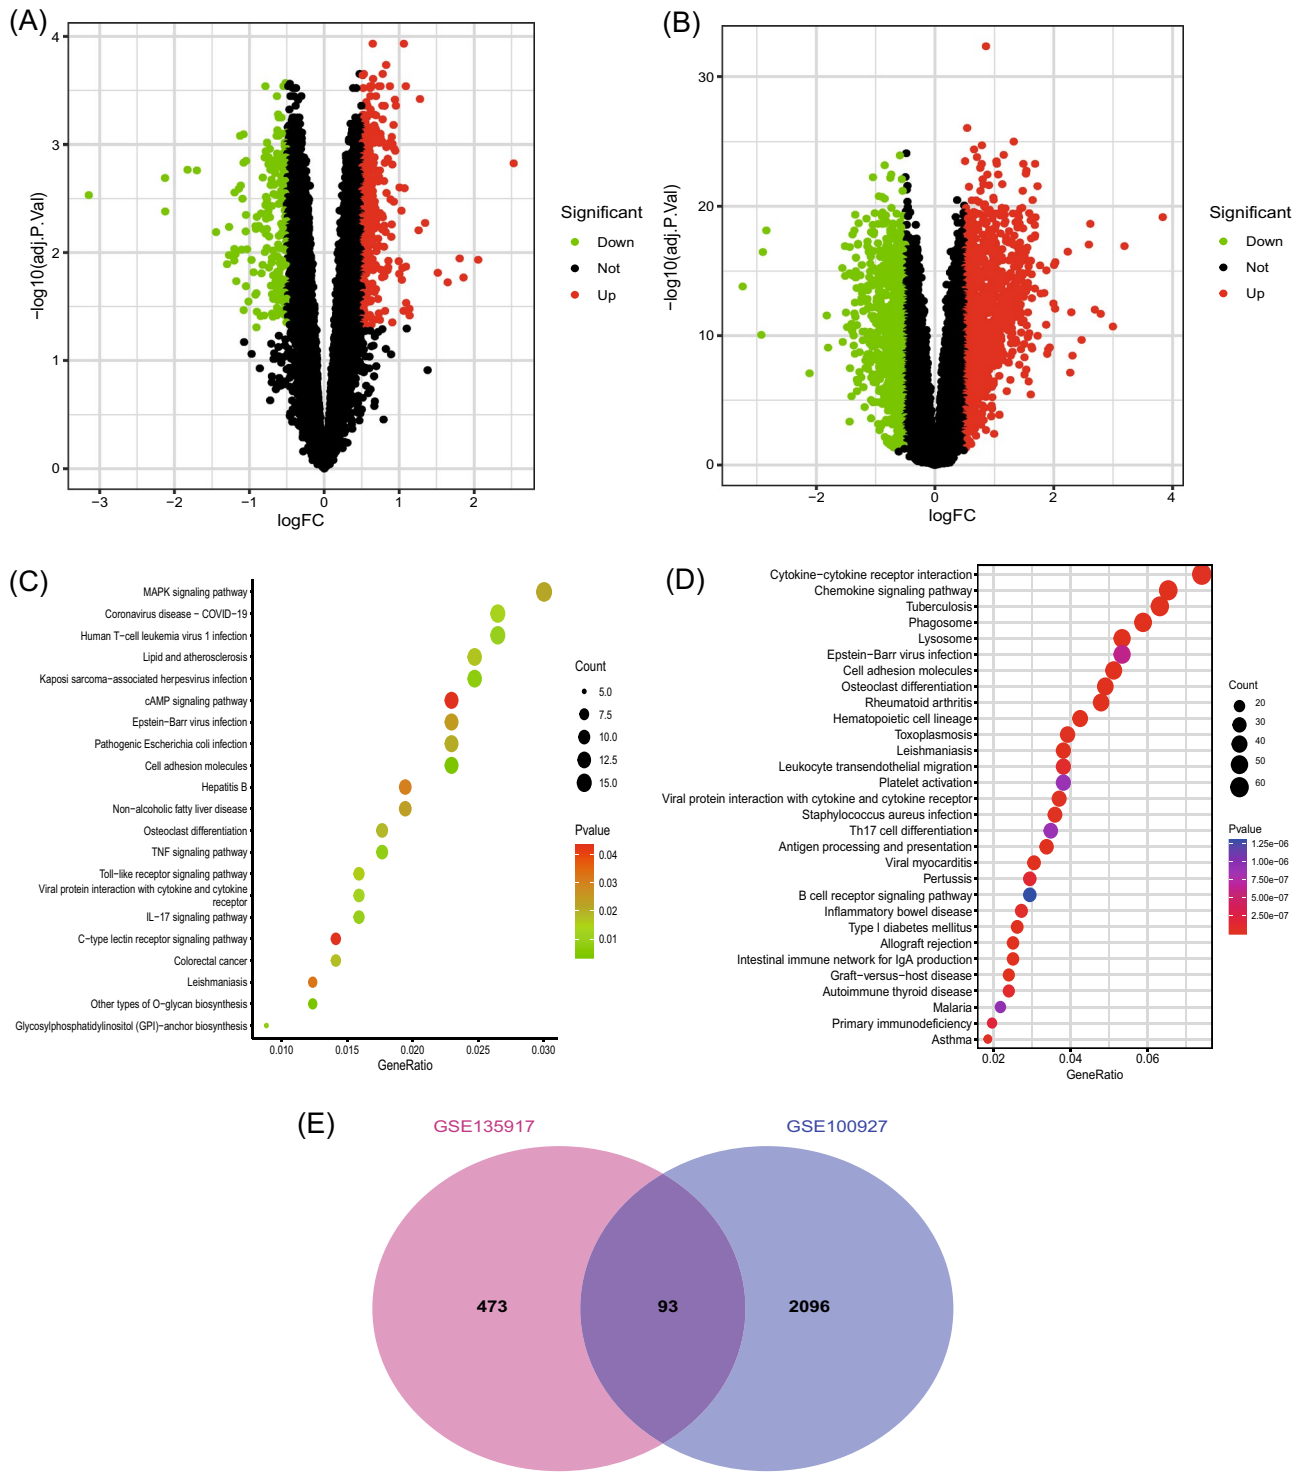 (A)
4
3
2
1
0
−log10(adj.P.Val)
−3
−2
−1
0
1
2
logFC
Significant
Down
Not
Up
(B)
30
20
10
0
−log10(adj.P.Val)
−2
0
2
4
logFC
Significant
Down
Not
Up
(C)
MAPK signaling pathway
Coronavirus disease − COVID−19
Human T−cell leukemia virus 1 infection
Lipid and atherosclerosis
Kaposi sarcoma−associated herpesvirus infection
cAMP signaling pathway
Epstein−Barr virus infection
Pathogenic Escherichia coli infection
Cell adhesion molecules
Hepatitis B
Non−alcoholic fatty liver disease
Osteoclast differentiation
TNF signaling pathway
Toll−like receptor signaling pathway
Viral protein interaction with cytokine and cytokine
receptor
IL−17 signaling pathway
C−type lectin receptor signaling pathway
Colorectal cancer
Leishmaniasis
Other types of O−glycan biosynthesis
Glycosylphosphatidylinositol (GPI)−anchor biosynthesis
0.010
0.015
0.020
0.025
0.030
GeneRatio
Count
5.0
7.5
10.0
12.5
15.0
Pvalue
0.04
0.03
0.02
0.01
(D)
Cytokine−cytokine receptor interaction
Chemokine signaling pathway
Tuberculosis
Phagosome
Lysosome
Epstein−Barr virus infection
Cell adhesion molecules
Osteoclast differentiation
Rheumatoid arthritis
Hematopoietic cell lineage
Toxoplasmosis
Leishmaniasis
Leukocyte transendothelial migration
Platelet activation
Viral protein interaction with cytokine and cytokine receptor
Staphylococcus aureus infection
Th17 cell differentiation
Antigen processing and presentation
Viral myocarditis
Pertussis
B cell receptor signaling pathway
Inflammatory bowel disease
Type I diabetes mellitus
Allograft rejection
Intestinal immune network for IgA production
Graft−versus−host disease
Autoimmune thyroid disease
Malaria
Primary immunodeficiency
Asthma
0.02
0.04
0.06
GeneRatio
Count
20
30
40
50
60
Pvalue
1.25e−06
1.00e−06
7.50e−07
5.00e−07
2.50e−07
(E)
GSE135917
GSE100927
473
93
2096